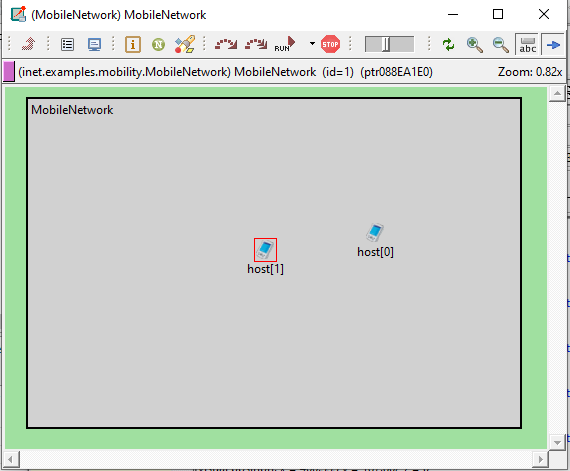 (MobileNetwork) MobileNetwork
i N RUN STOP abc
(inet.examples.mobility.MobileNetwork) MobileNetwork (id=1) (ptr088EA1E0) Zoom: 0.82x
MobileNetwork
host[0]
host[1]